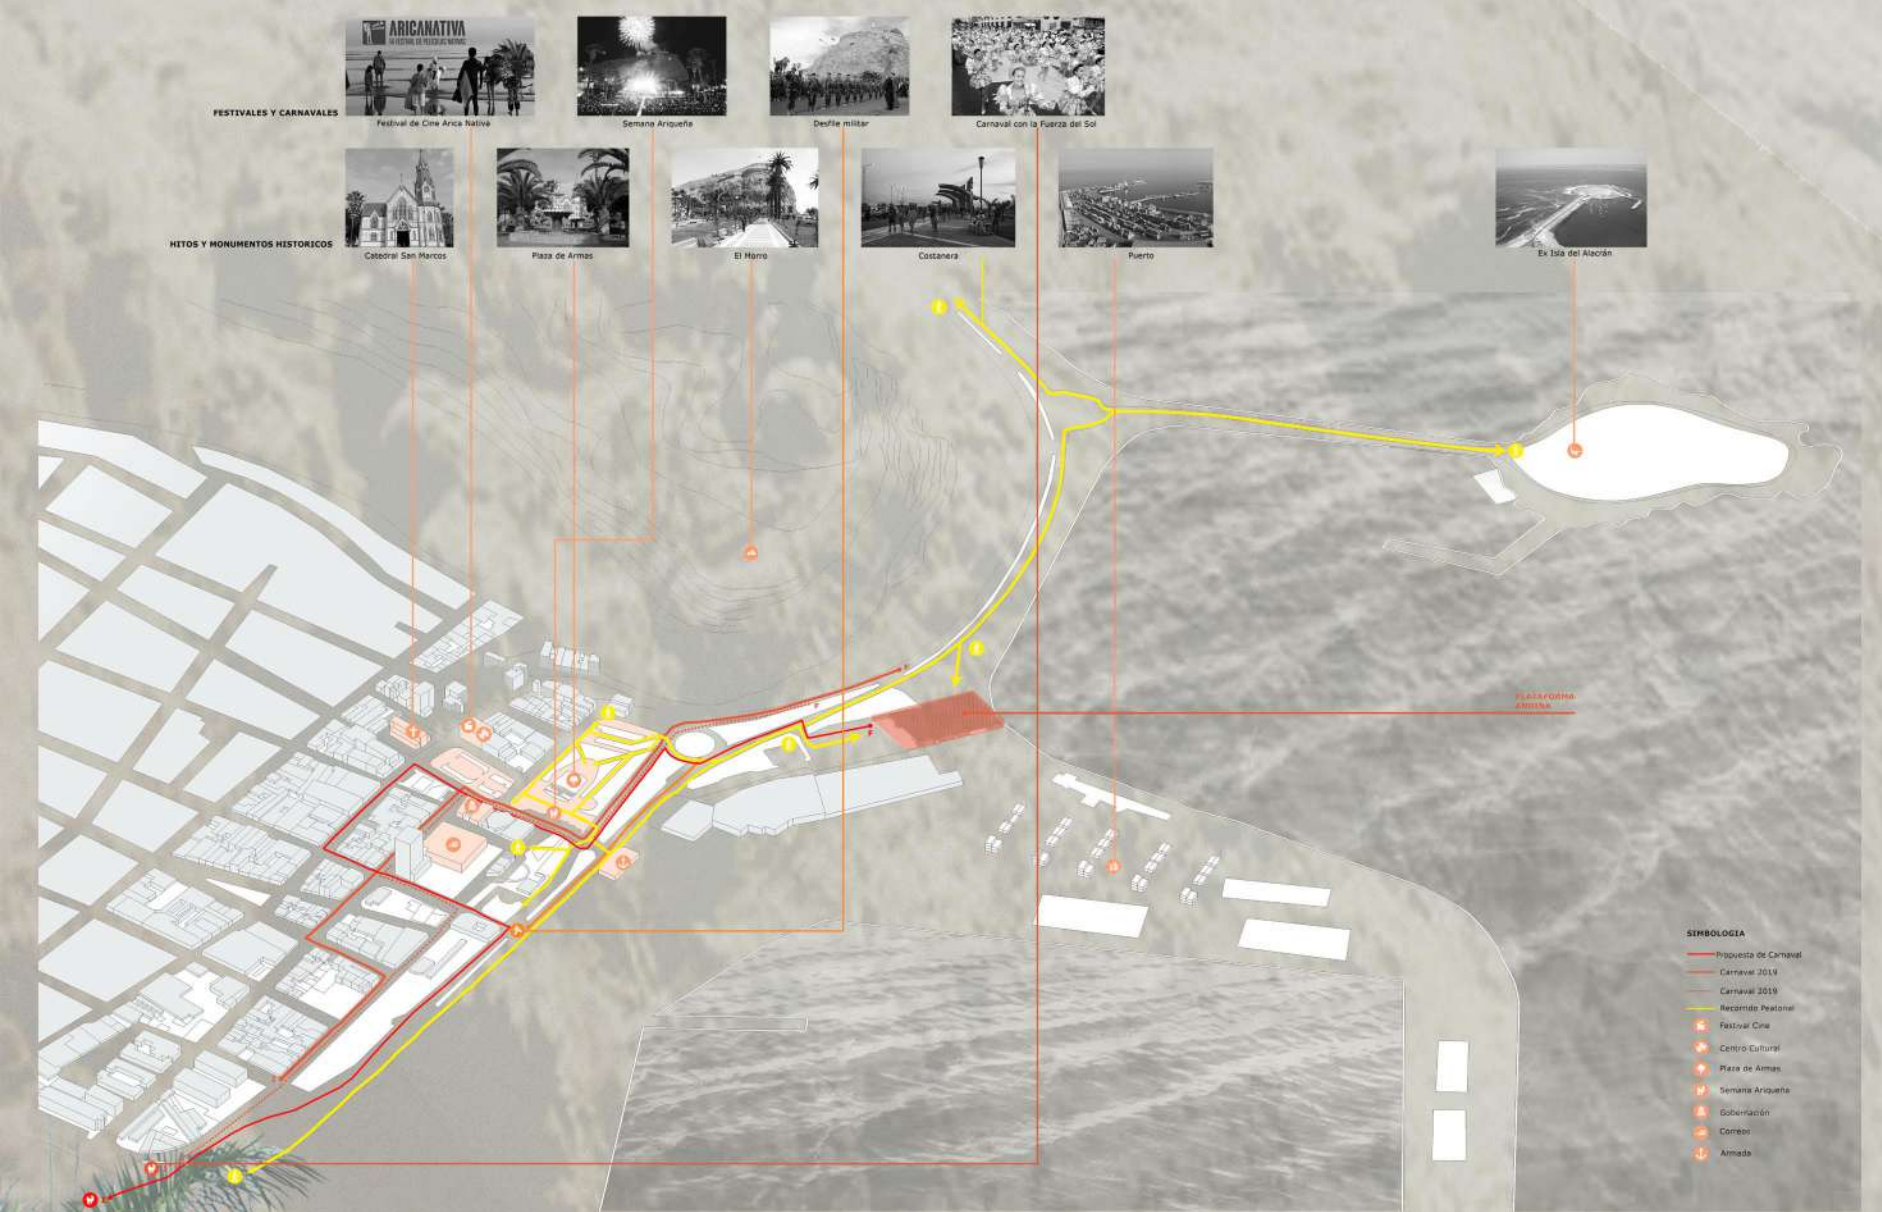 ARICANATIVA
FESTIVALES Y CARNAVALES
Festival de Cine Arica Nativa
Semana Ariqueña
Desfile militar
Carnaval con la Fuerza del Sol
HITOS Y MONUMENTOS HISTORICOS
Catedral San Marcos
Plaza de Armas
El Morro
Costanera
Puerto
Ex Isla del Alacrán
PLATAFORMA
ANDINA
SIMBOLOGIA
Propuesta de Carnaval
Carnaval 2019
Carnaval 2019
Recorrido Peatonal
Festival Cine
Centro Cultural
Plaza de Armas
Semana Ariqueña
Gobernación
Correos
Armada